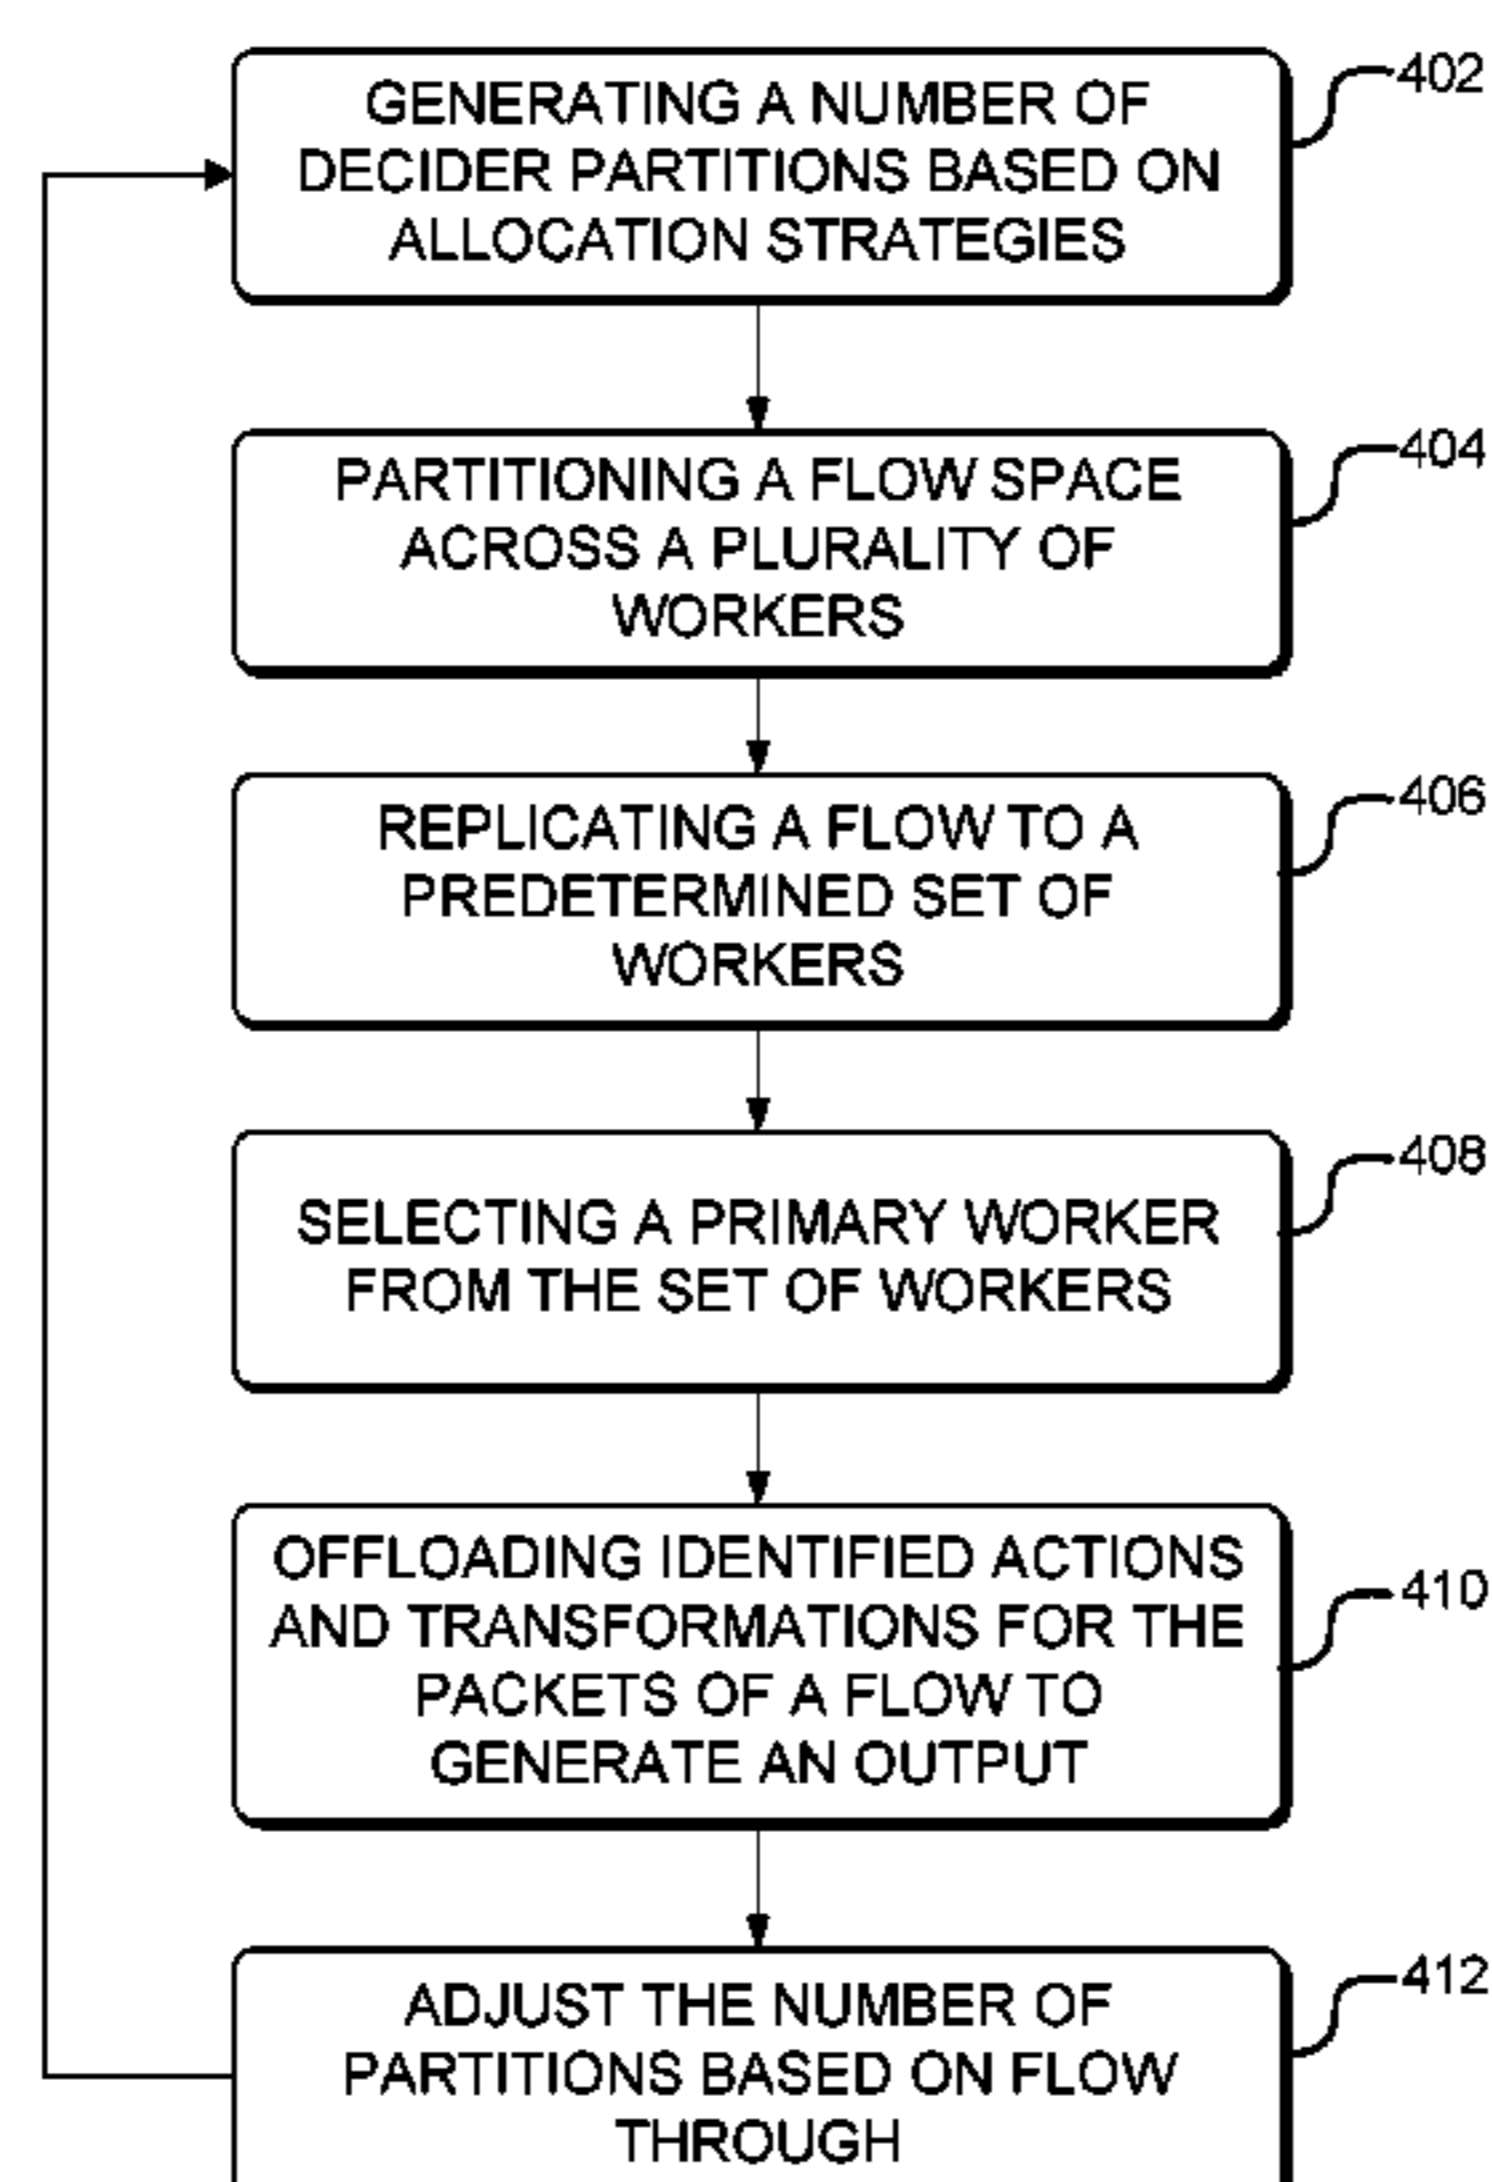 GENERATING A NUMBER OF
DECIDER PARTITIONS BASED ON
ALLOCATION STRATEGIES
402
PARTITIONING A FLOW SPACE
ACROSS A PLURALITY OF
WORKERS
404
REPLICATING A FLOW TO A
PREDETERMINED SET OF
WORKERS
406
SELECTING A PRIMARY WORKER
FROM THE SET OF WORKERS
408
OFFLOADING IDENTIFIED ACTIONS
AND TRANSFORMATIONS FOR THE
PACKETS OF A FLOW TO
GENERATE AN OUTPUT
410
ADJUST THE NUMBER OF
PARTITIONS BASED ON FLOW
THROUGH
412